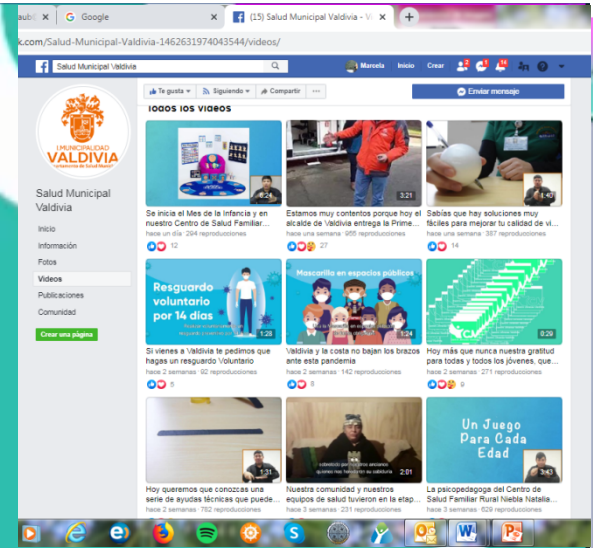 Google
(15) Salud Municipal Valdivia - V
k.com/Salud-Municipal-Valdivia-1462631974043544/videos/
Salud Municipal Valdivia
Marcela Inicio Crear
Te gusta Siguiendo Compartir
Enviar mensaje
I.MUNICIPALIDAD
VALDIVIA
Salud Municipal
Valdivia
Inicio
Información
Fotos
Videos
Publicaciones
Comunidad
Crear una página
Todos los videos
6:24
Se inicia el Mes de la Infancia y en
nuestro Centro de Salud Familiar...
hace un día · 294 reproducciones
12
3:21
Estamos muy contentos porque hoy el
alcalde de Valdivia entrega la Prime...
hace una semana · 955 reproducciones
27
1:40
Sabías que hay soluciones muy
fáciles para mejorar tu calidad de vi...
hace una semana · 387 reproducciones
14
Resguardo
voluntario
por 14 días
1:28
Si vienes a Valdivia te pedimos que
hagas un resguardo Voluntario
hace 2 semanas · 92 reproducciones
5
Mascarilla en espacios públicos
1:24
Valdivia y la costa no bajan los brazos
ante esta pandemia
hace 2 semanas · 142 reproducciones
8
0:29
Hoy más que nunca nuestra gratitud
para todas y todos los jóvenes, que...
hace 2 semanas · 271 reproducciones
9
1:31
Hoy queremos que conozcas una
serie de ayudas técnicas que puede...
hace 2 semanas · 782 reproducciones
2:01
Nuestra comunidad y nuestros
equipos de salud tuvieron en la etap...
hace 3 semanas · 231 reproducciones
Un Juego
Para Cada
Edad
3:43
La psicopedagoga del Centro de
Salud Familiar Rural Niebla Natalia...
hace 3 semanas · 629 reproducciones